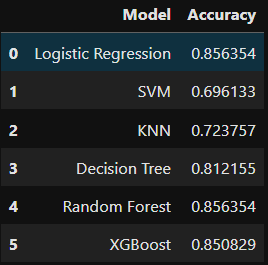 Model Accuracy
0 Logistic Regression 0.856354
1 SVM 0.696133
2 KNN 0.723757
3 Decision Tree 0.812155
4 Random Forest 0.856354
5 XGBoost 0.850829